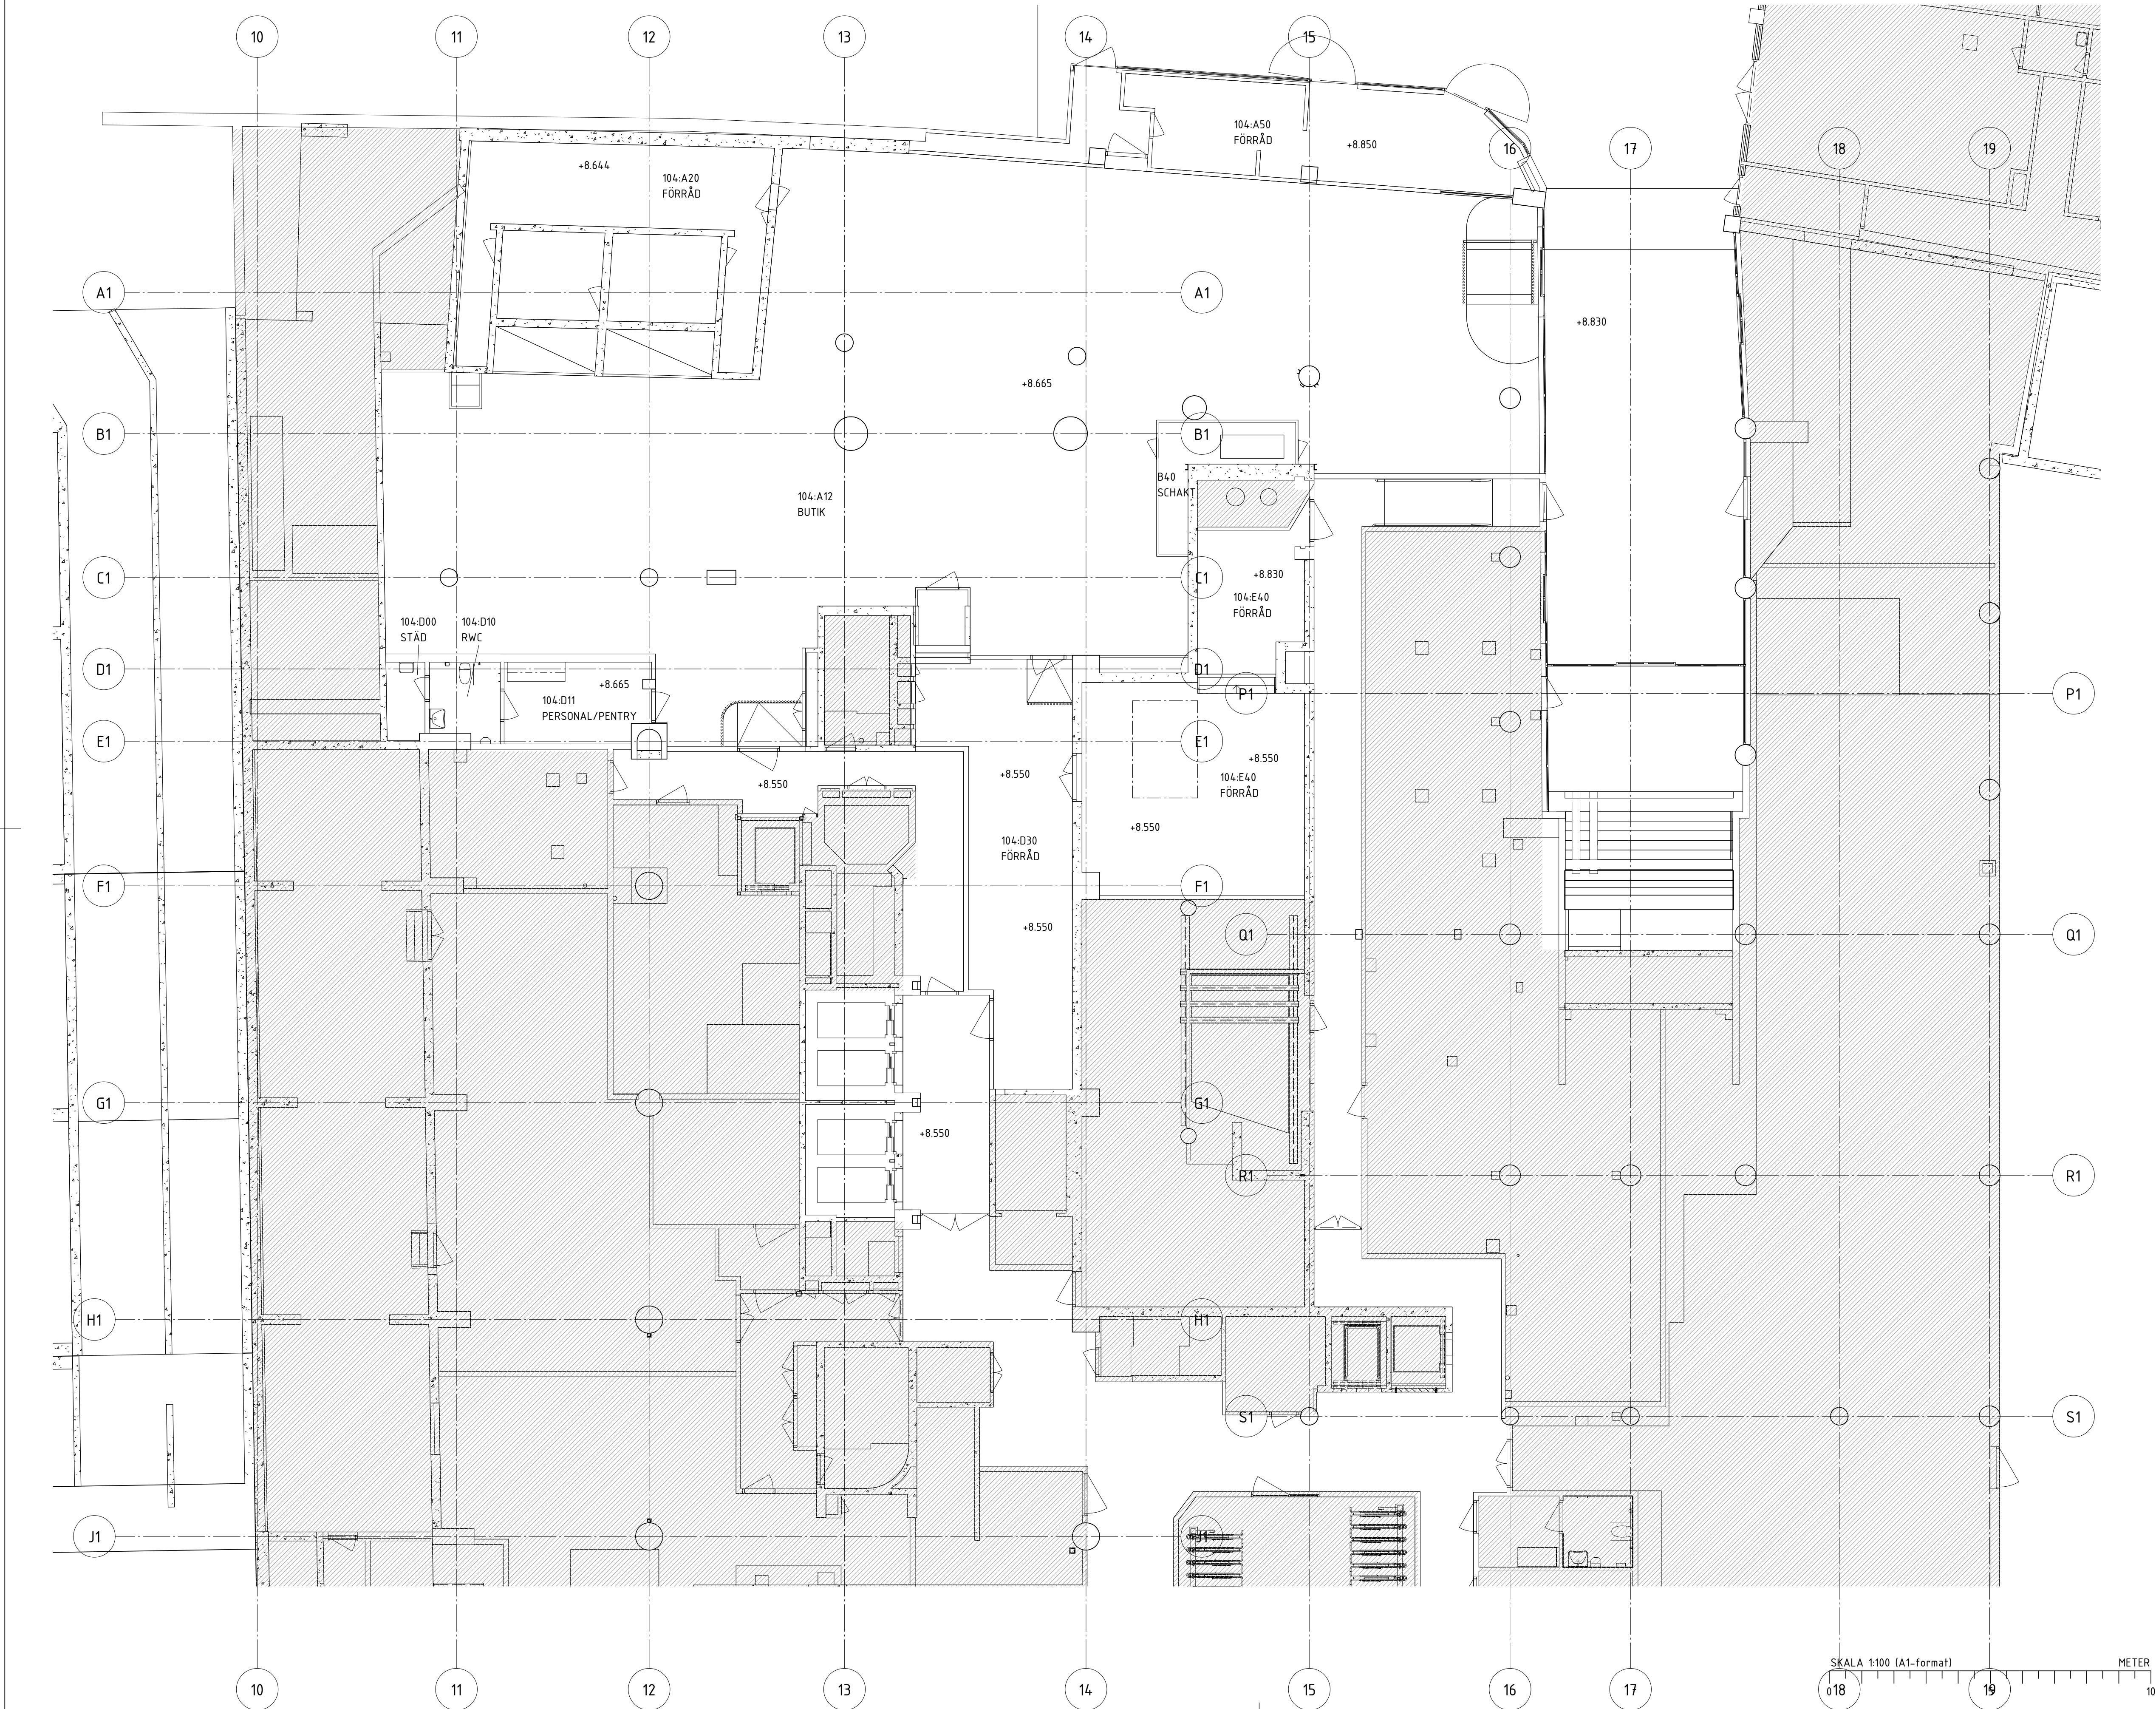 10 11 12 13 14 15
16 17 18 19
104:A50
FÖRRÅD
+8.850
+8.644
104:A20
FÖRRÅD
A1 A1
+8.830
+8.665
B1 B1
B40
SCHAKT
104:A12
BUTIK
C1 C1
+8.830
104:E40
FÖRRÅD
104:D00
STÄD
104:D10
RWC
D1 D1
+8.665
P1 P1
104:D11
PERSONAL/PENTRY
E1 E1
+8.550
104:E40
FÖRRÅD
+8.550
+8.550
+8.550
104:D30
FÖRRÅD
F1 F1
+8.550
Q1 Q1
G1 G1
+8.550
R1 R1
H1 H1
S1 S1
J1 J1
SKALA 1:100 (A1-format) METER
0 5 10
10 11 12 13 14 15 16 17 18 19